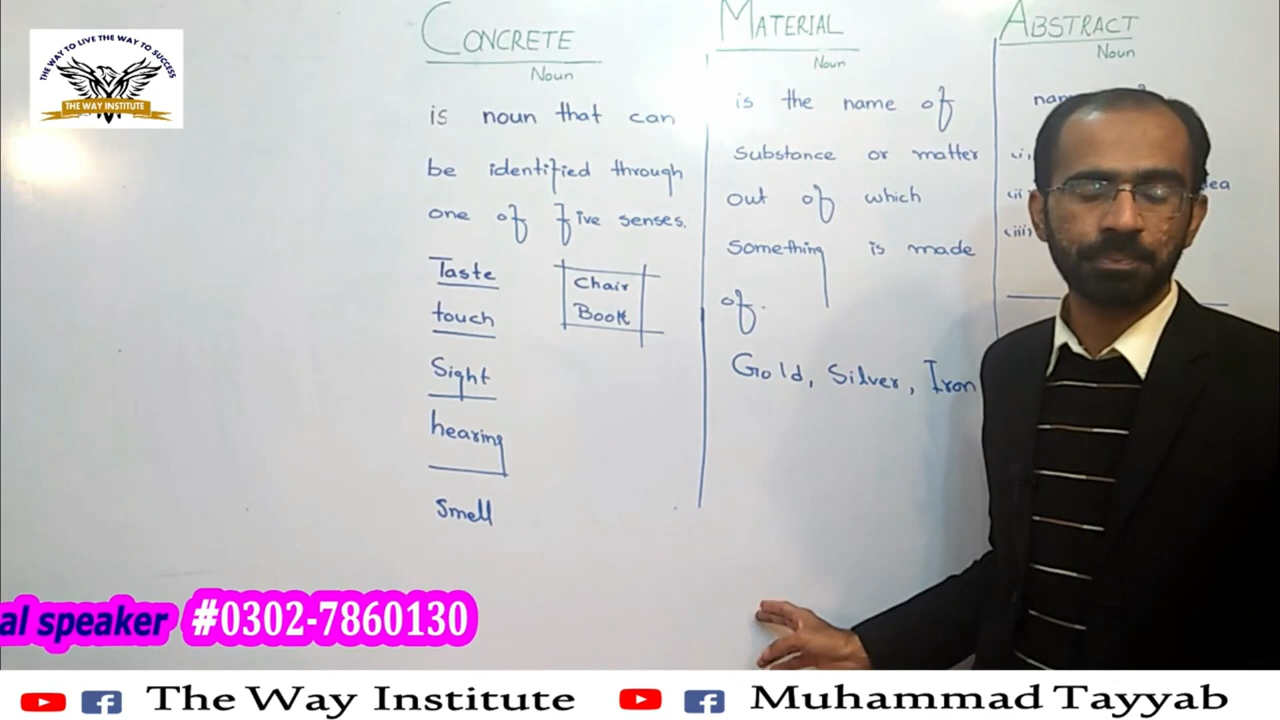 THE WAY TO LIVE THE WAY TO SUCCESS
THE WAY INSTITUTE
CONCRETE
Noun
is noun that can
be identified through
one of five senses.
Taste
touch
Sight
hearing
Smell
Chair
Book
MATERIAL
Noun
is the name of
Substance or matter
out of which
Something is made
of.
Gold, Silver, Iron
ABSTRACT
Noun
(i)
(ii)
(iii)
al speaker #0302-7860130
The Way Institute
Muhammad Tayyab